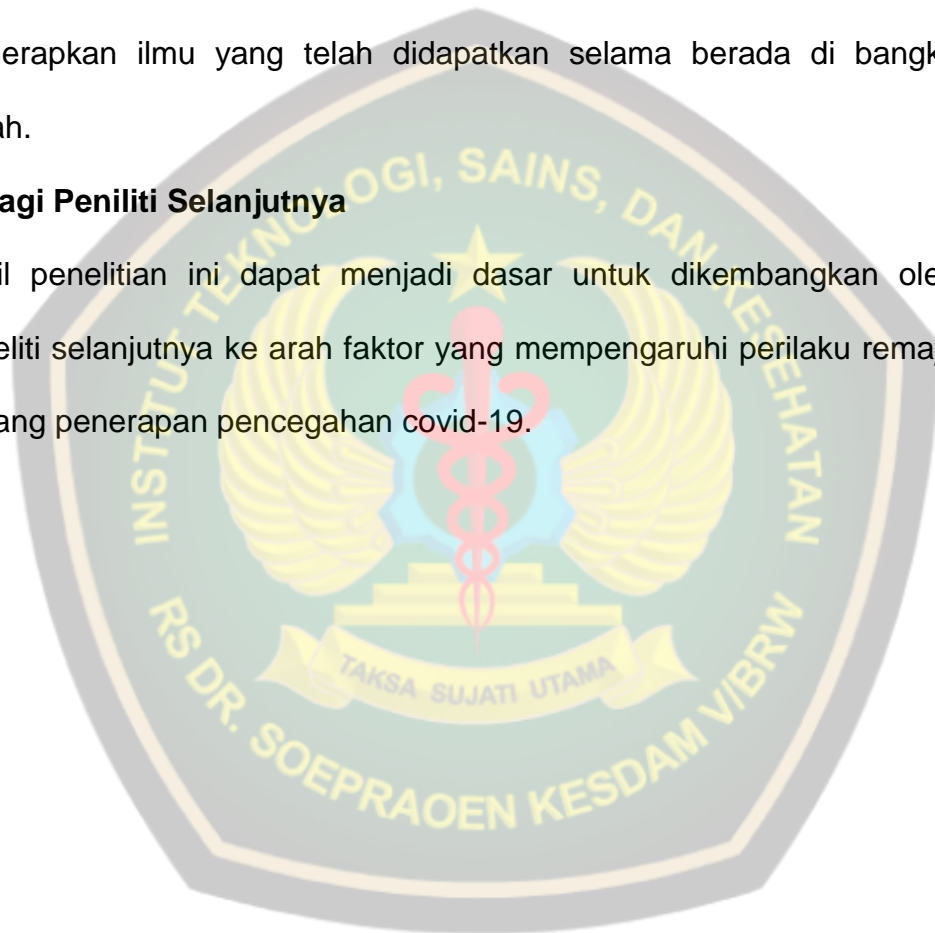 erapkan ilmu yang telah didapatkan selama berada di bangk
ah.
agi Peniliti Selanjutnya
il penelitian ini dapat menjadi dasar untuk dikembangkan ole
eliti selanjutnya ke arah faktor yang mempengaruhi perilaku rema
ang penerapan pencegahan covid-19.
INSTITUT TEKNOLOGI, SAINS, DAN KESEHATAN
TAKSA SUJATI UTAMA
RS DR. SOEPRAOEN KESDAM V/BRW